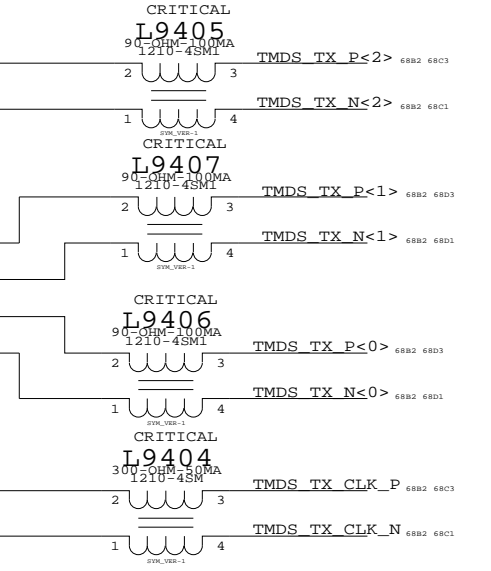 CRITICAL
L9405
90-OHM-100MA
1210-4SM1
2 3 TMDS_TX_P<2> 68B2 68C3
1 4 TMDS_TX_N<2> 68B2 68C1
SYM_VER-1
CRITICAL
L9407
90-OHM-100MA
1210-4SM1
2 3 TMDS_TX_P<1> 68B2 68D3
1 4 TMDS_TX_N<1> 68B2 68D1
SYM_VER-1
CRITICAL
L9406
90-OHM-100MA
1210-4SM1
2 3 TMDS_TX_P<0> 68B2 68D3
1 4 TMDS_TX_N<0> 68B2 68D1
SYM_VER-1
CRITICAL
L9404
300-OHM-50MA
1210-4SM
2 3 TMDS_TX_CLK_P 68B2 68C3
1 4 TMDS_TX_CLK_N 68B2 68C1
SYM_VER-1